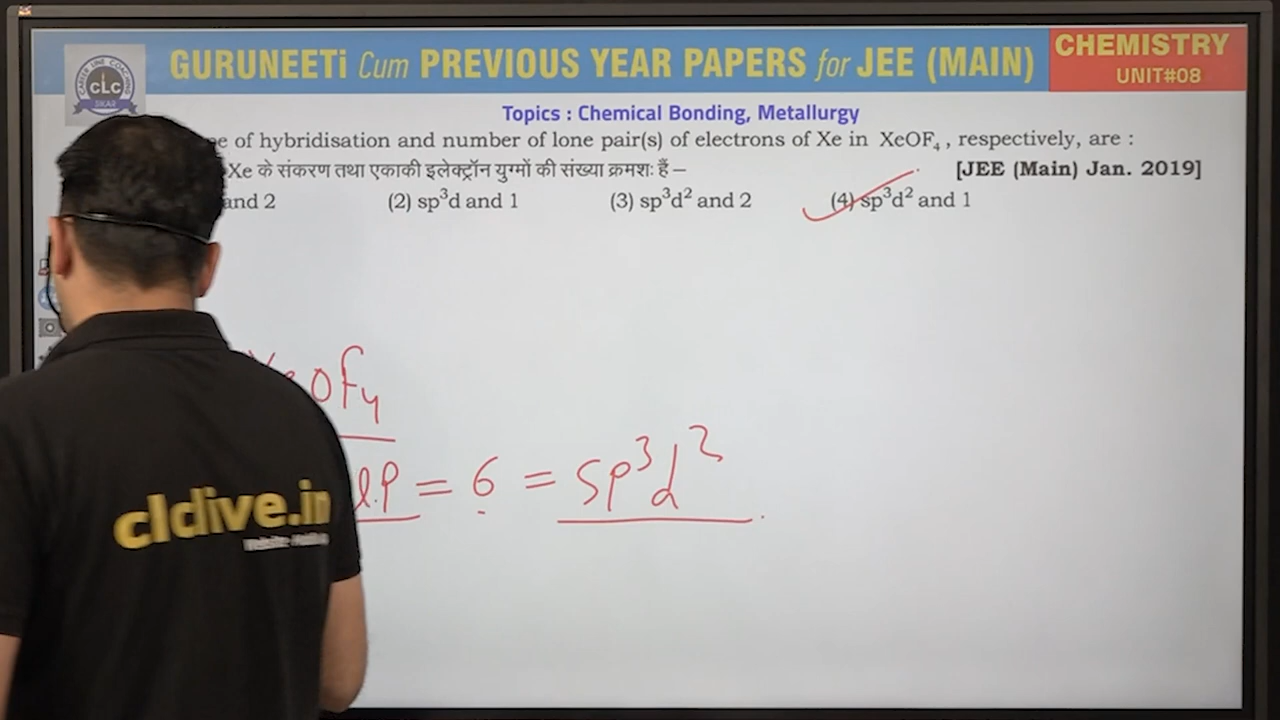 GURUNEETi Cum PREVIOUS YEAR PAPERS for JEE (MAIN)
CHEMISTRY
UNIT#08
CLC
SIKAR
Topics : Chemical Bonding, Metallurgy
of hybridisation and number of lone pair(s) of electrons of Xe in XeOF₄, respectively, are :
Xe के संकरण तथा एकाकी इलेक्ट्रॉन युग्मों की संख्या क्रमशः हैं –
[JEE (Main) Jan. 2019]
and 2
(2) sp³d and 1
(3) sp³d² and 2
(4) sp³d² and 1
OF₄
l.p = 6 = sp³d²
cldive.in